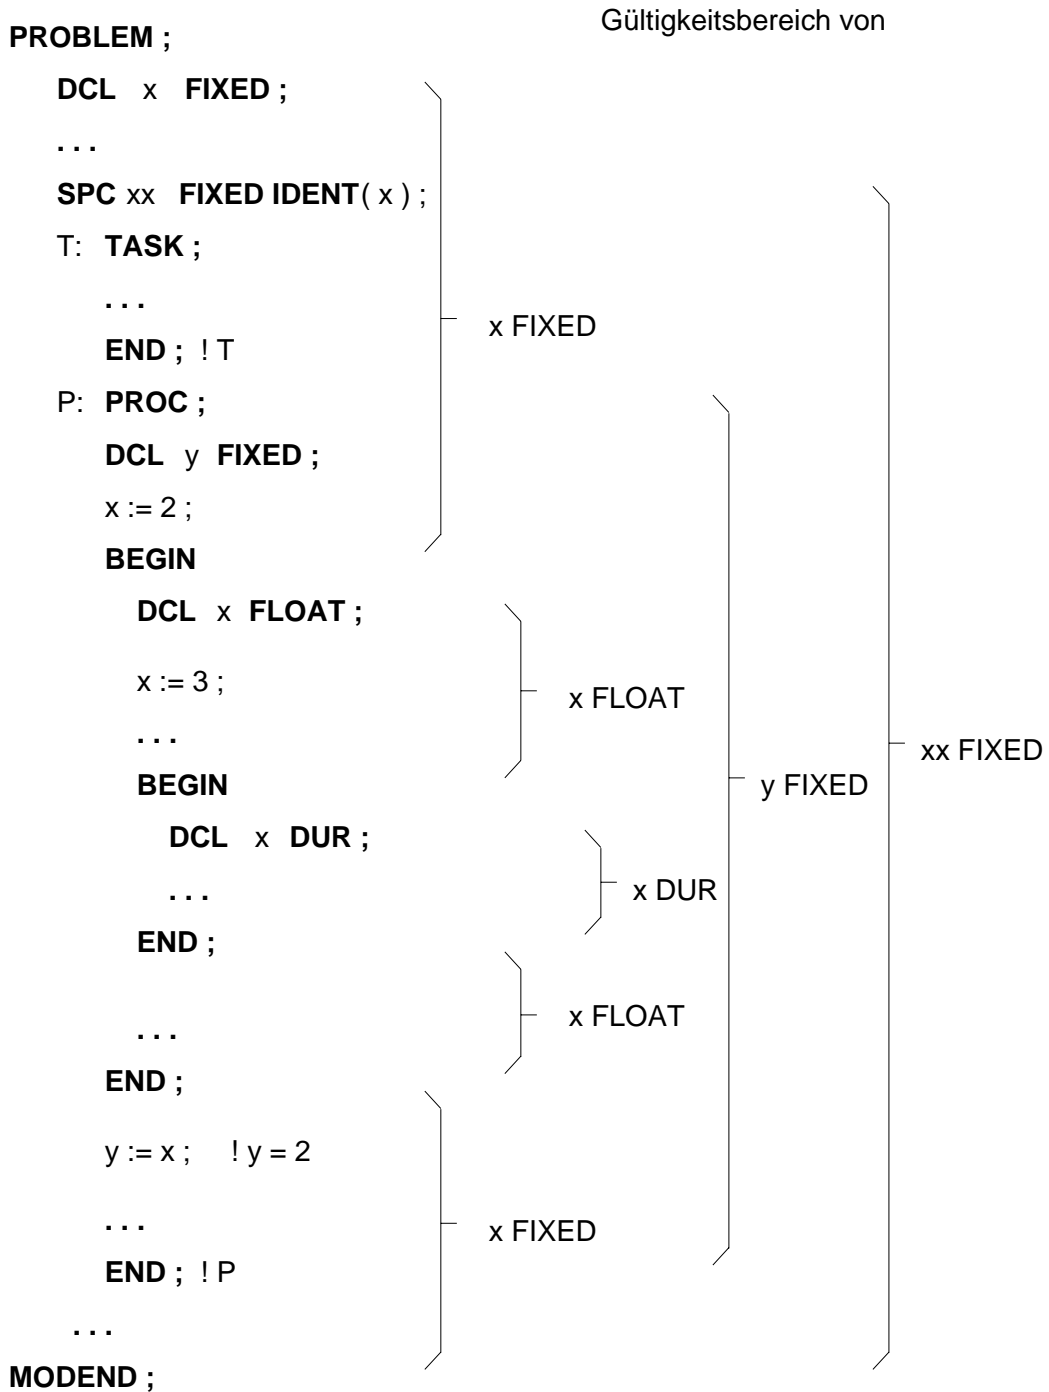 Gültigkeitsbereich von
PROBLEM ;
DCL x FIXED ;
. . .
SPC xx FIXED IDENT( x ) ;
T: TASK ;
. . .
x FIXED
END ; ! T
P: PROC ;
DCL y FIXED ;
x := 2 ;
BEGIN
DCL x FLOAT ;
x := 3 ;
x FLOAT
. . .
xx FIXED
BEGIN
y FIXED
DCL x DUR ;
. . .
x DUR
END ;
x FLOAT
. . .
END ;
y := x ; ! y = 2
. . .
x FIXED
END ; ! P
. . .
MODEND ;